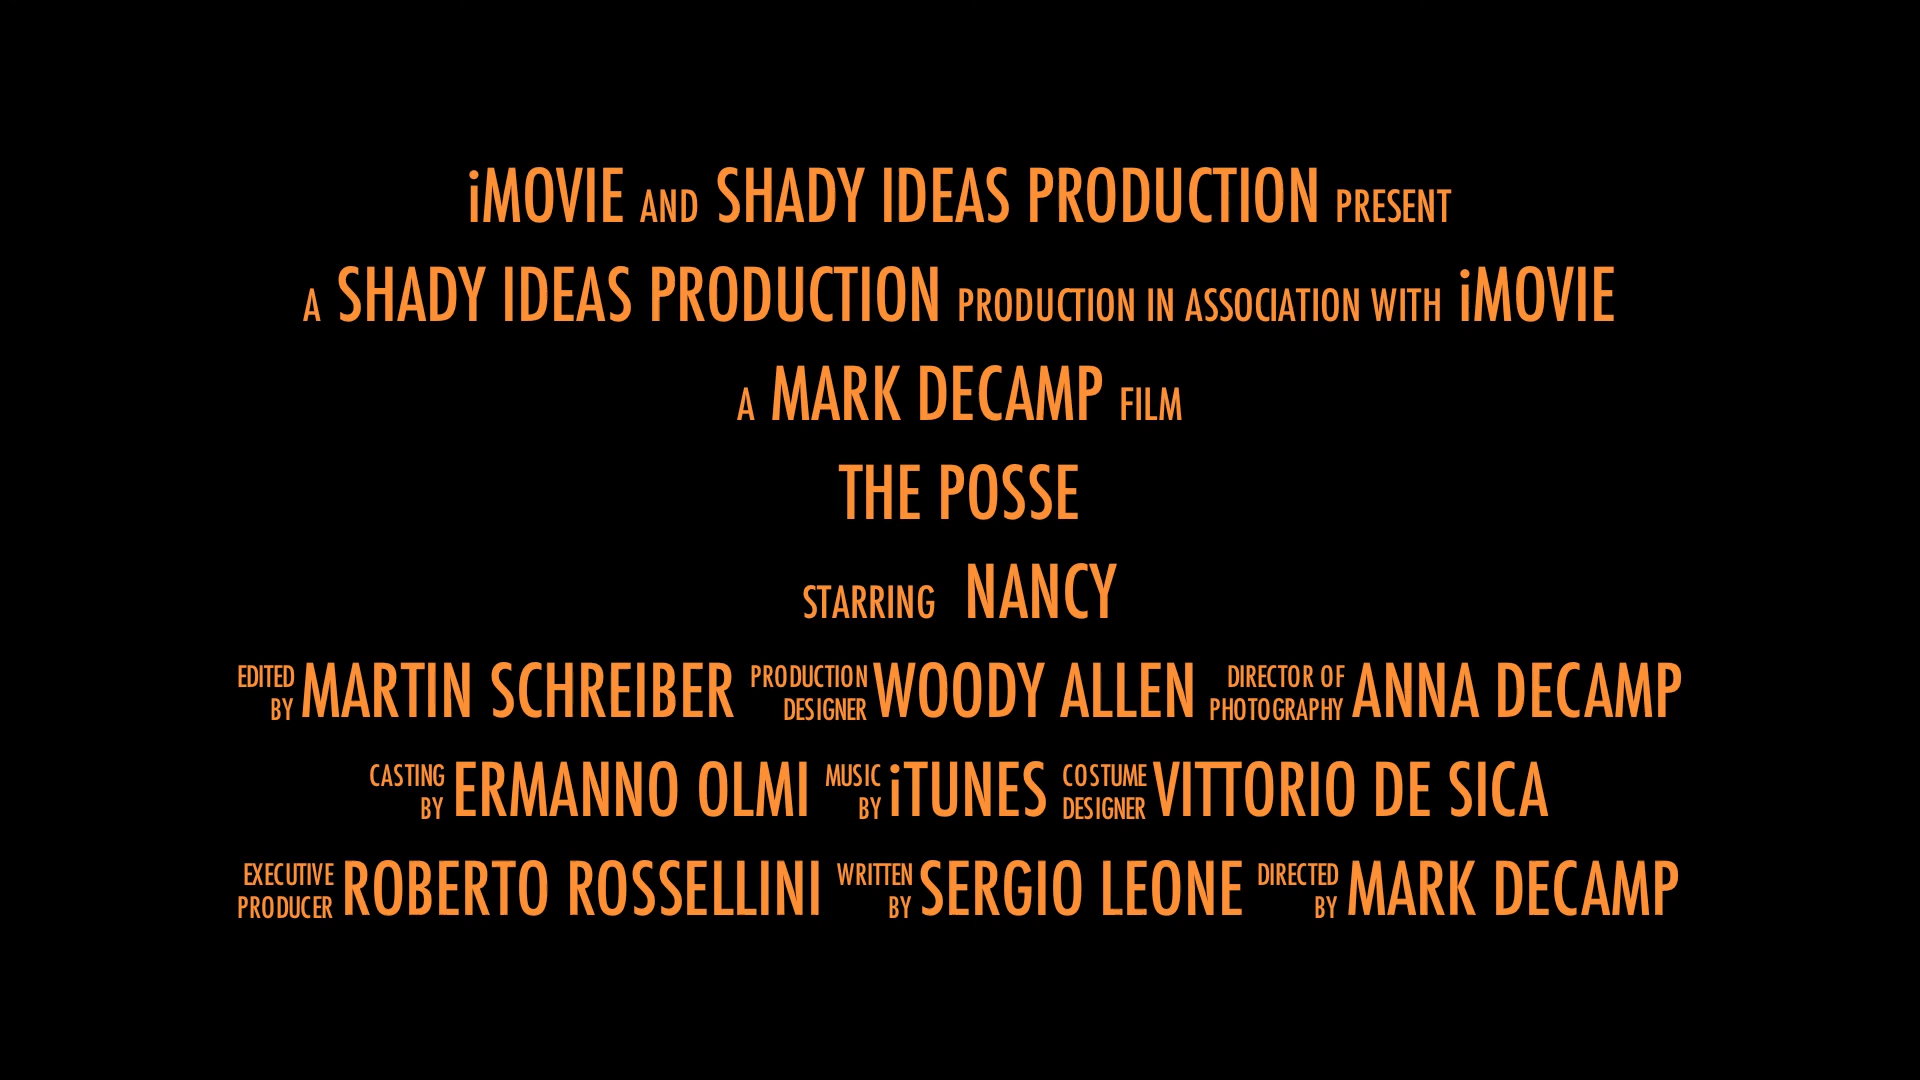 iMOVIE AND SHADY IDEAS PRODUCTION PRESENT
A SHADY IDEAS PRODUCTION PRODUCTION IN ASSOCIATION WITH iMOVIE
A MARK DECAMP FILM
THE POSSE
STARRING NANCY
EDITED BY MARTIN SCHREIBER PRODUCTION DESIGNER WOODY ALLEN DIRECTOR OF PHOTOGRAPHY ANNA DECAMP
CASTING BY ERMANNO OLMI MUSIC BY iTUNES COSTUME DESIGNER VITTORIO DE SICA
EXECUTIVE PRODUCER ROBERTO ROSSELLINI WRITTEN BY SERGIO LEONE DIRECTED BY MARK DECAMP